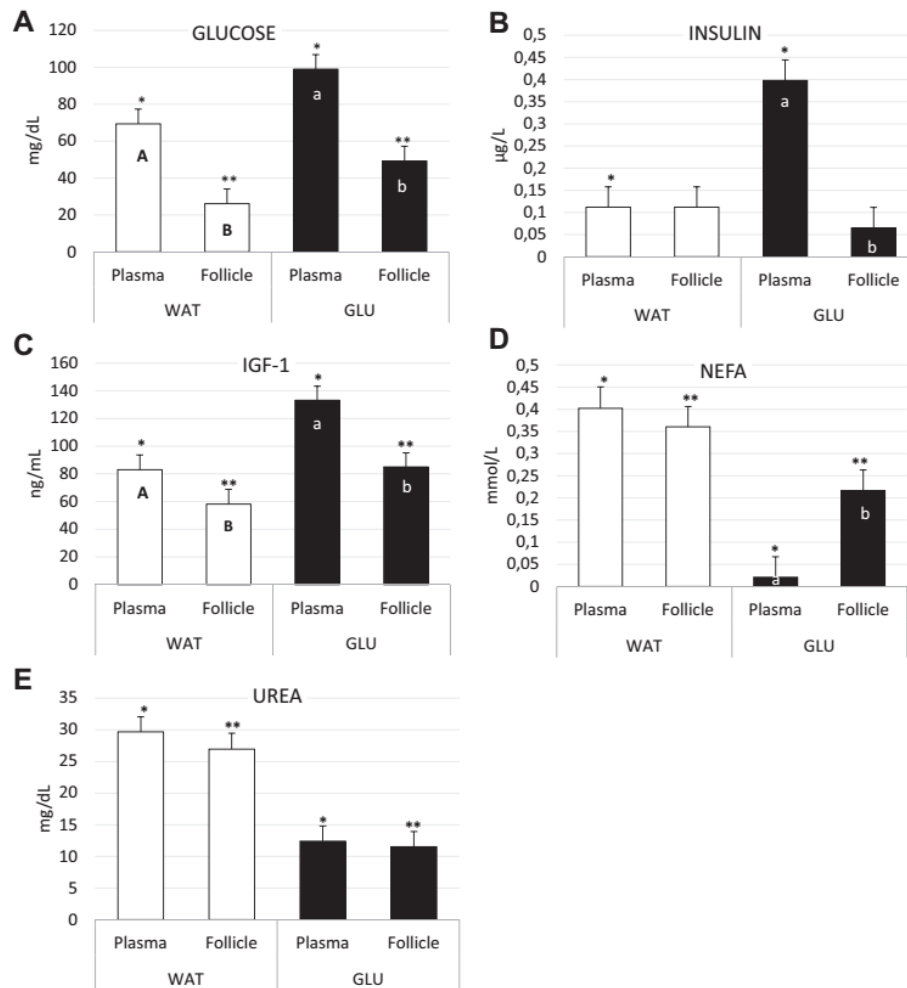 A
GLUCOSE
mg/dL
120
100
80
60
40
20
0
*
A
**
B
*
a
**
b
Plasma Follicle Plasma Follicle
WAT GLU
B
INSULIN
µg/L
0,5
0,45
0,4
0,35
0,3
0,25
0,2
0,15
0,1
0,05
0
*
*
a
b
Plasma Follicle Plasma Follicle
WAT GLU
C
IGF-1
ng/mL
160
140
120
100
80
60
40
20
0
*
A
**
B
*
a
**
b
Plasma Follicle Plasma Follicle
WAT GLU
D
NEFA
mmol/L
0,5
0,45
0,4
0,35
0,3
0,25
0,2
0,15
0,1
0,05
0
*
**
*
a
**
b
Plasma Follicle Plasma Follicle
WAT GLU
E
UREA
mg/dL
35
30
25
20
15
10
5
0
*
**
*
**
Plasma Follicle Plasma Follicle
WAT GLU